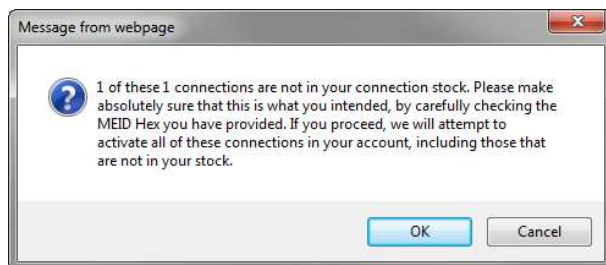 Message from webpage
1 of these 1 connections are not in your connection stock. Please make
absolutely sure that this is what you intended, by carefully checking the
MEID Hex you have provided. If you proceed, we will attempt to
activate all of these connections in your account, including those that
are not in your stock.
OK Cancel